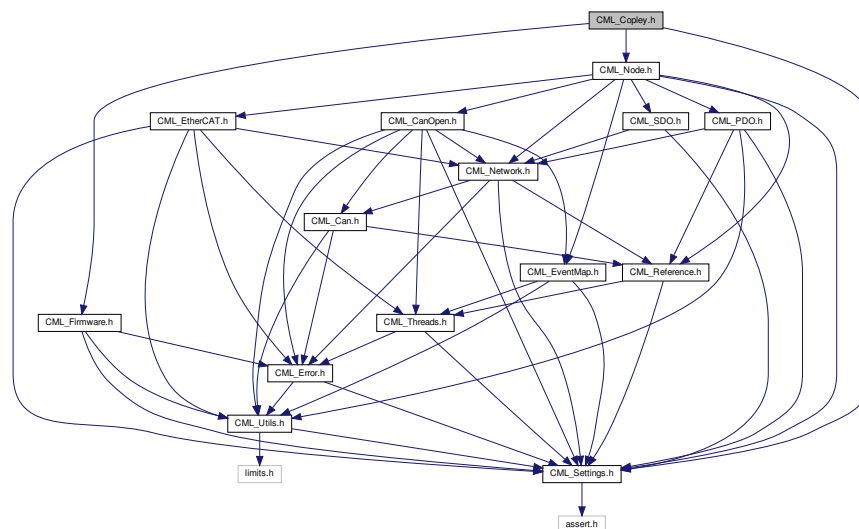 CML_Copley.h
CML_Node.h
CML_EtherCAT.h
CML_CanOpen.h
CML_SDO.h
CML_PDO.h
CML_Network.h
CML_Can.h
CML_EventMap.h
CML_Reference.h
CML_Firmware.h
CML_Threads.h
CML_Error.h
CML_Utils.h
limits.h
CML_Settings.h
assert.h